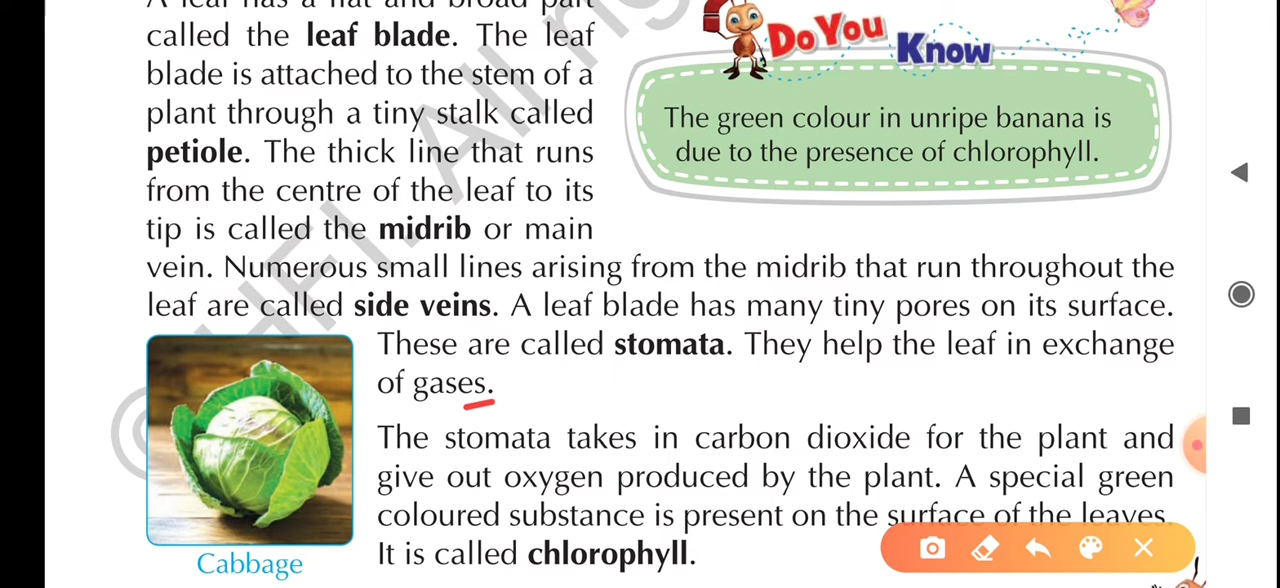 A leaf has a flat and broad part
called the leaf blade. The leaf
blade is attached to the stem of a
plant through a tiny stalk called
petiole. The thick line that runs
from the centre of the leaf to its
tip is called the midrib or main
vein. Numerous small lines arising from the midrib that run throughout the
leaf are called side veins. A leaf blade has many tiny pores on its surface.
These are called stomata. They help the leaf in exchange
of gases.
The stomata takes in carbon dioxide for the plant and
give out oxygen produced by the plant. A special green
coloured substance is present on the surface of the leaves.
It is called chlorophyll.
Cabbage
Do You Know
The green colour in unripe banana is
due to the presence of chlorophyll.